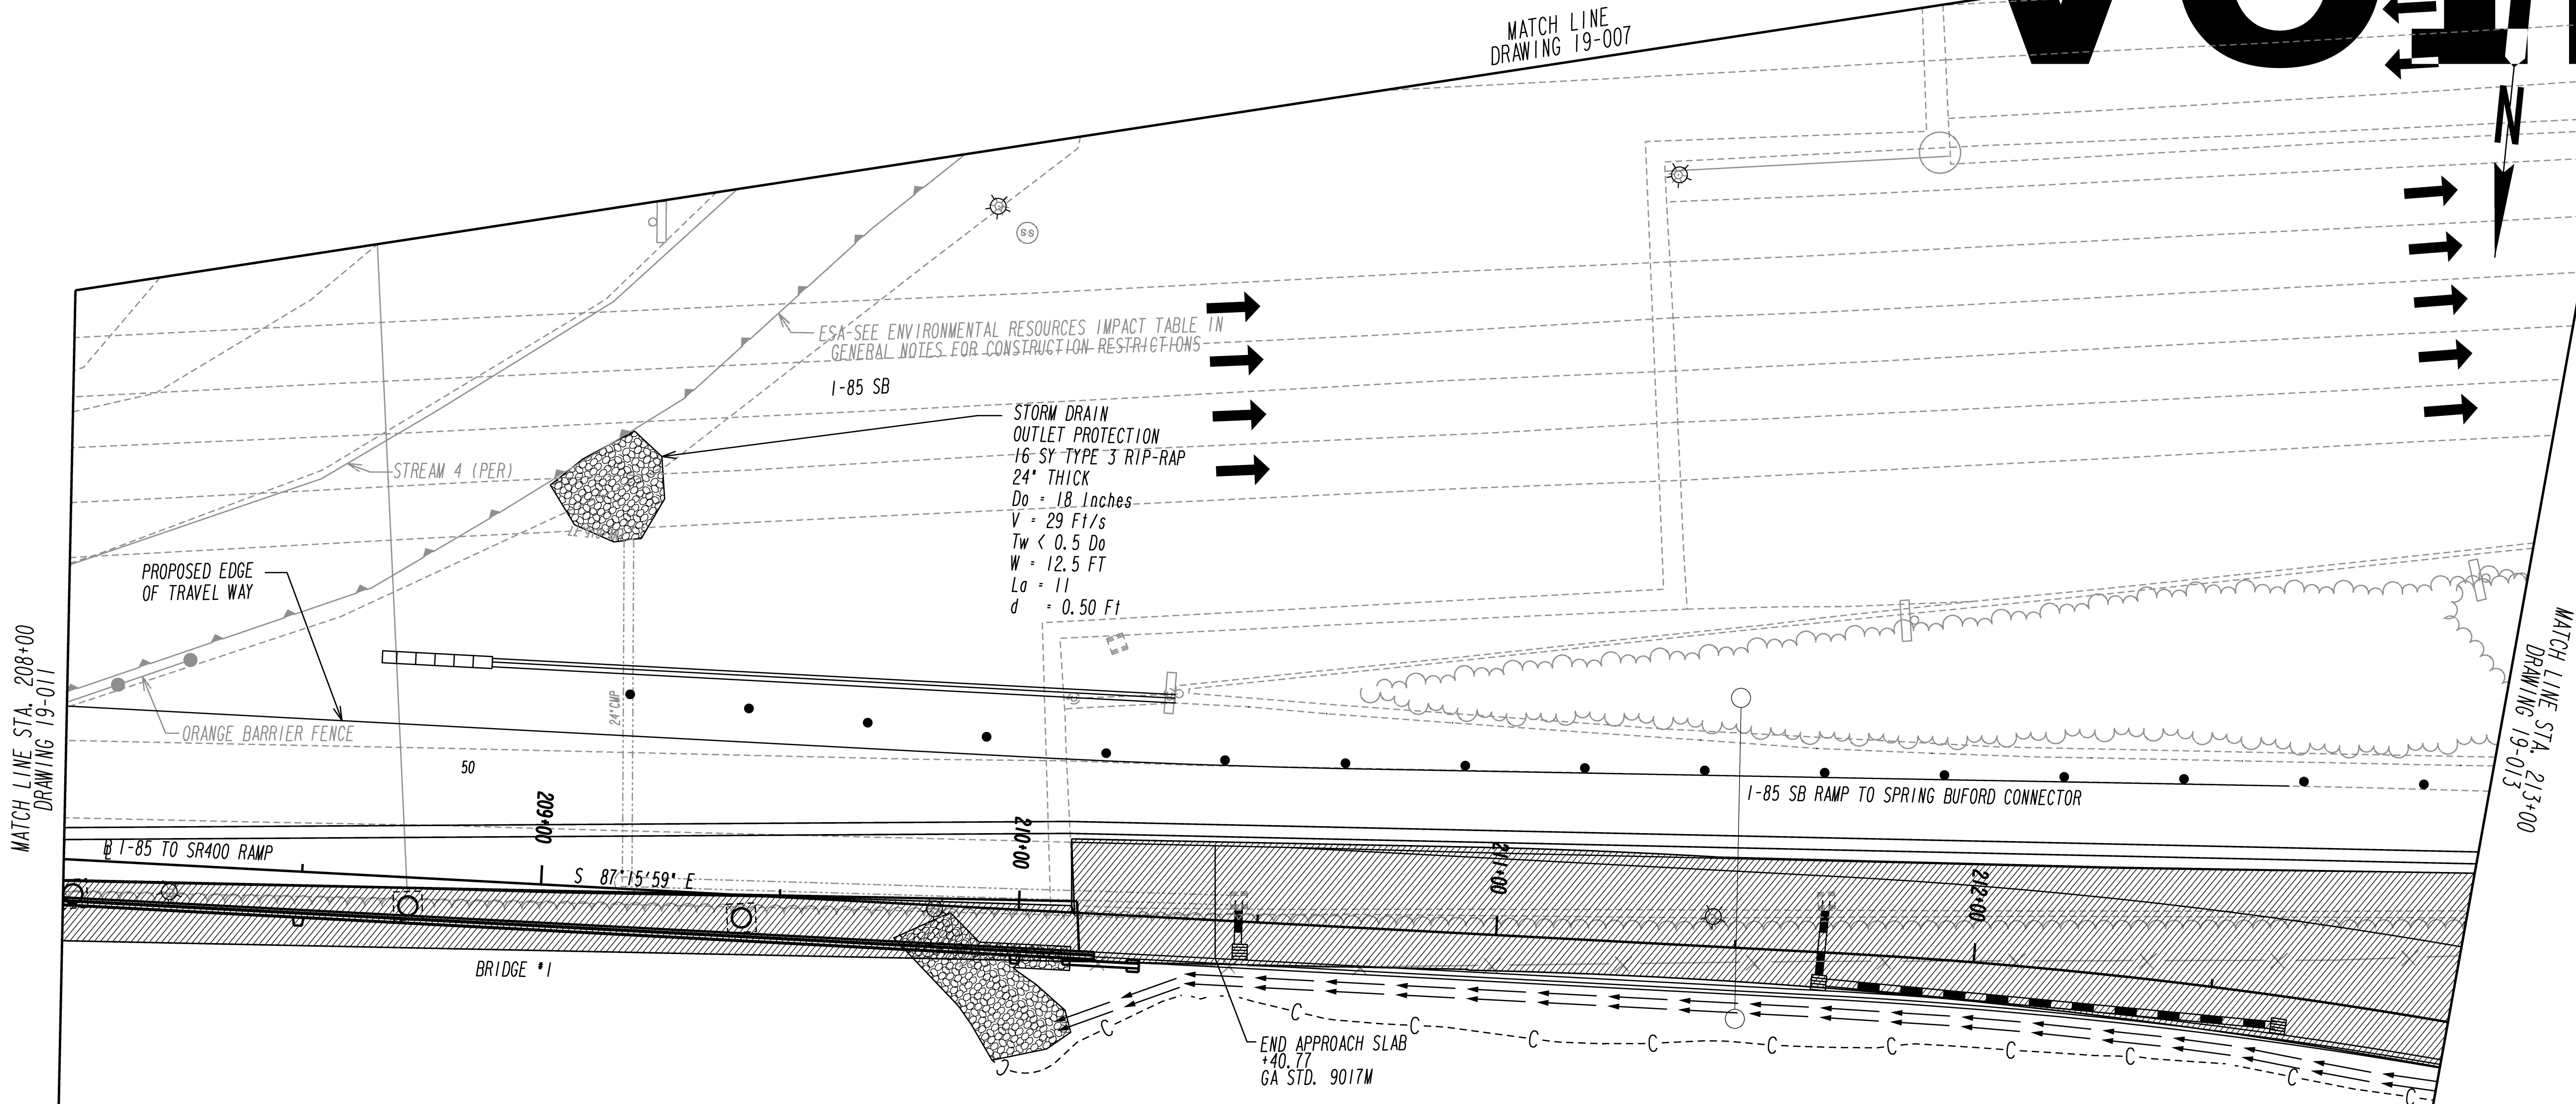 MATCH LINE
DRAWING 19-007
N
ESA-SEE ENVIRONMENTAL RESOURCES IMPACT TABLE IN
GENERAL NOTES FOR CONSTRUCTION RESTRICTIONS
SS
I-85 SB
STORM DRAIN
OUTLET PROTECTION
16 SY TYPE 3 RIP-RAP
24" THICK
Do = 18 Inches
V = 29 Ft/s
Tw < 0.5 Do
W = 12.5 FT
La = 11
d = 0.50 Ft
STREAM 4 (PER)
PROPOSED EDGE
OF TRAVEL WAY
MATCH LINE STA. 208+00
DRAWING 19-011
ORANGE BARRIER FENCE
24"CMP
50
MATCH LINE STA. 213+00
DRAWING 19-013
I-85 SB RAMP TO SPRING BUFORD CONNECTOR
209+00
210+00
211+00
212+00
I-85 TO SR400 RAMP
S 87°15'59" E
BRIDGE #1
END APPROACH SLAB
+40.77
GA STD. 9017M
C
C
C
C
C
C
C
C
C
C
C
C
C